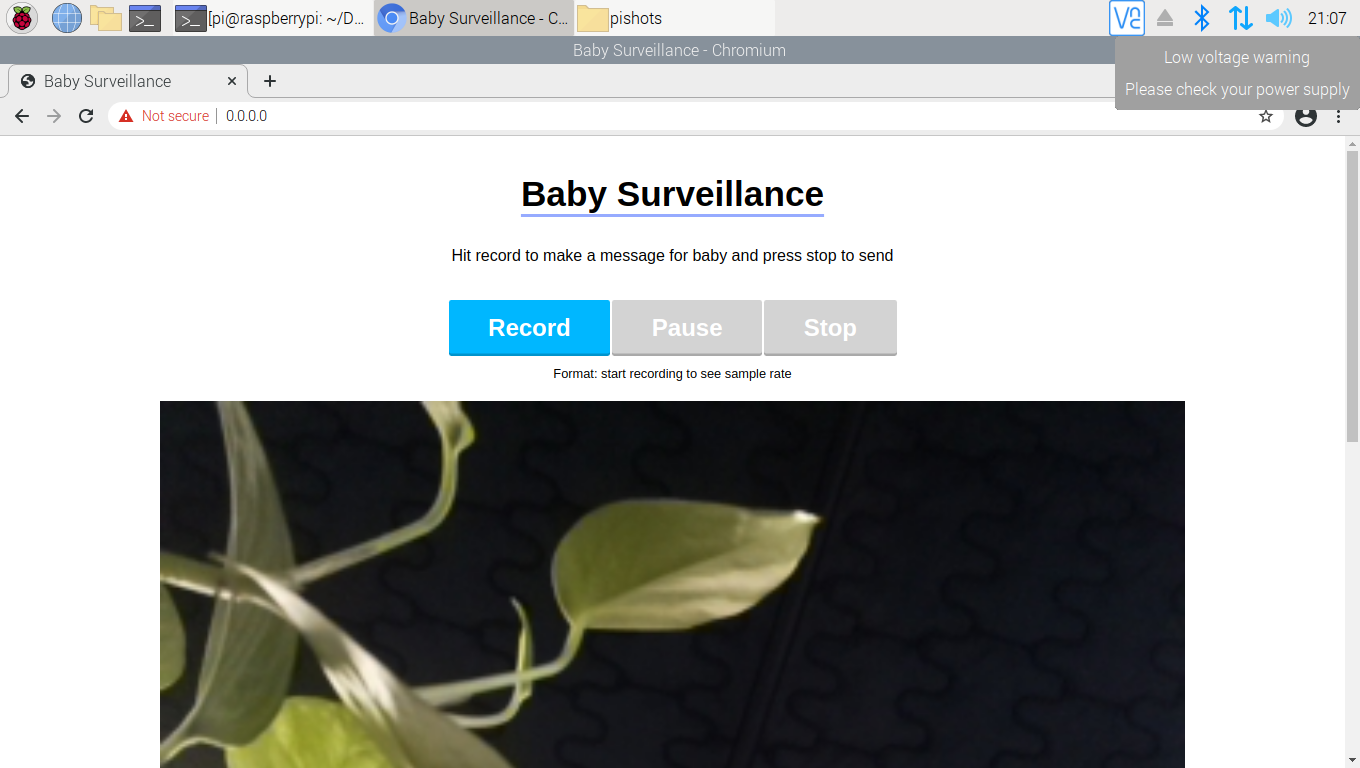 [pi@raspberrypi: ~/D... Baby Surveillance - C... pishots V2 21:07
Baby Surveillance - Chromium
Low voltage warning
Please check your power supply
Baby Surveillance
Not secure 0.0.0.0
Baby Surveillance
Hit record to make a message for baby and press stop to send
Record Pause Stop
Format: start recording to see sample rate